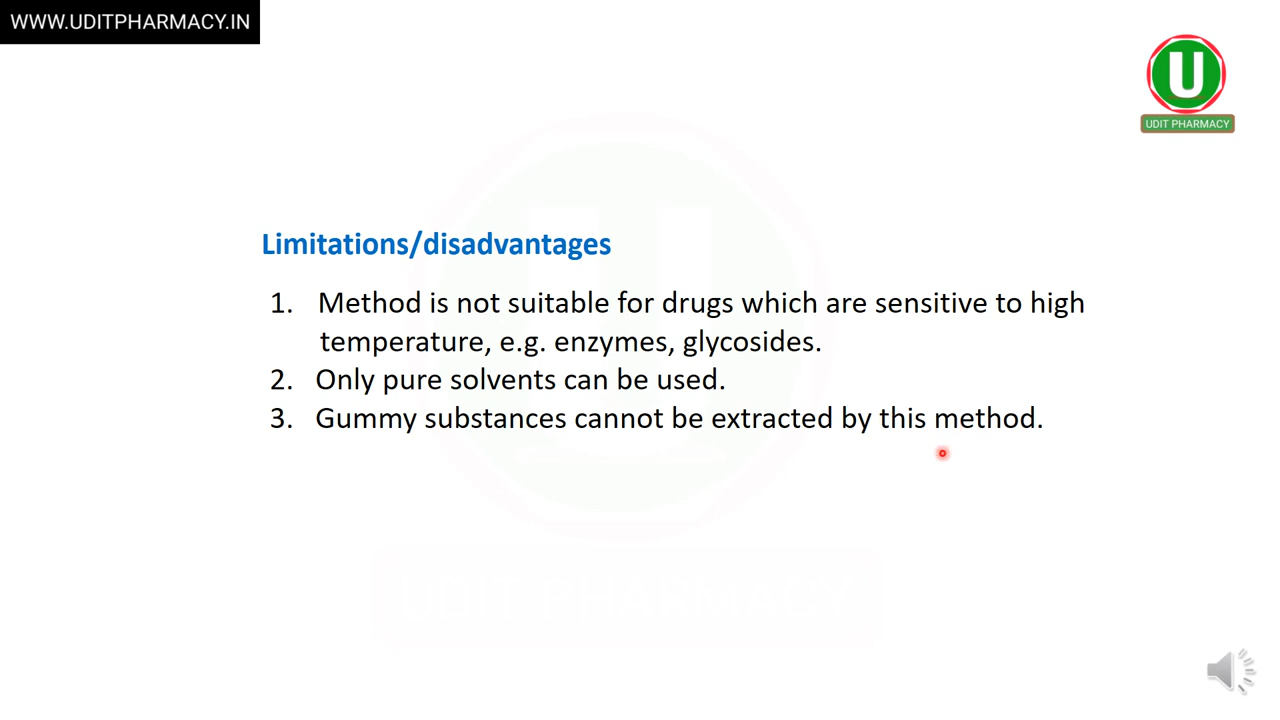 WWW.UDITPHARMACY.IN
U
UDIT PHARMACY
Limitations/disadvantages
1. Method is not suitable for drugs which are sensitive to high
temperature, e.g. enzymes, glycosides.
2. Only pure solvents can be used.
3. Gummy substances cannot be extracted by this method.
U
UDIT PHARMACY